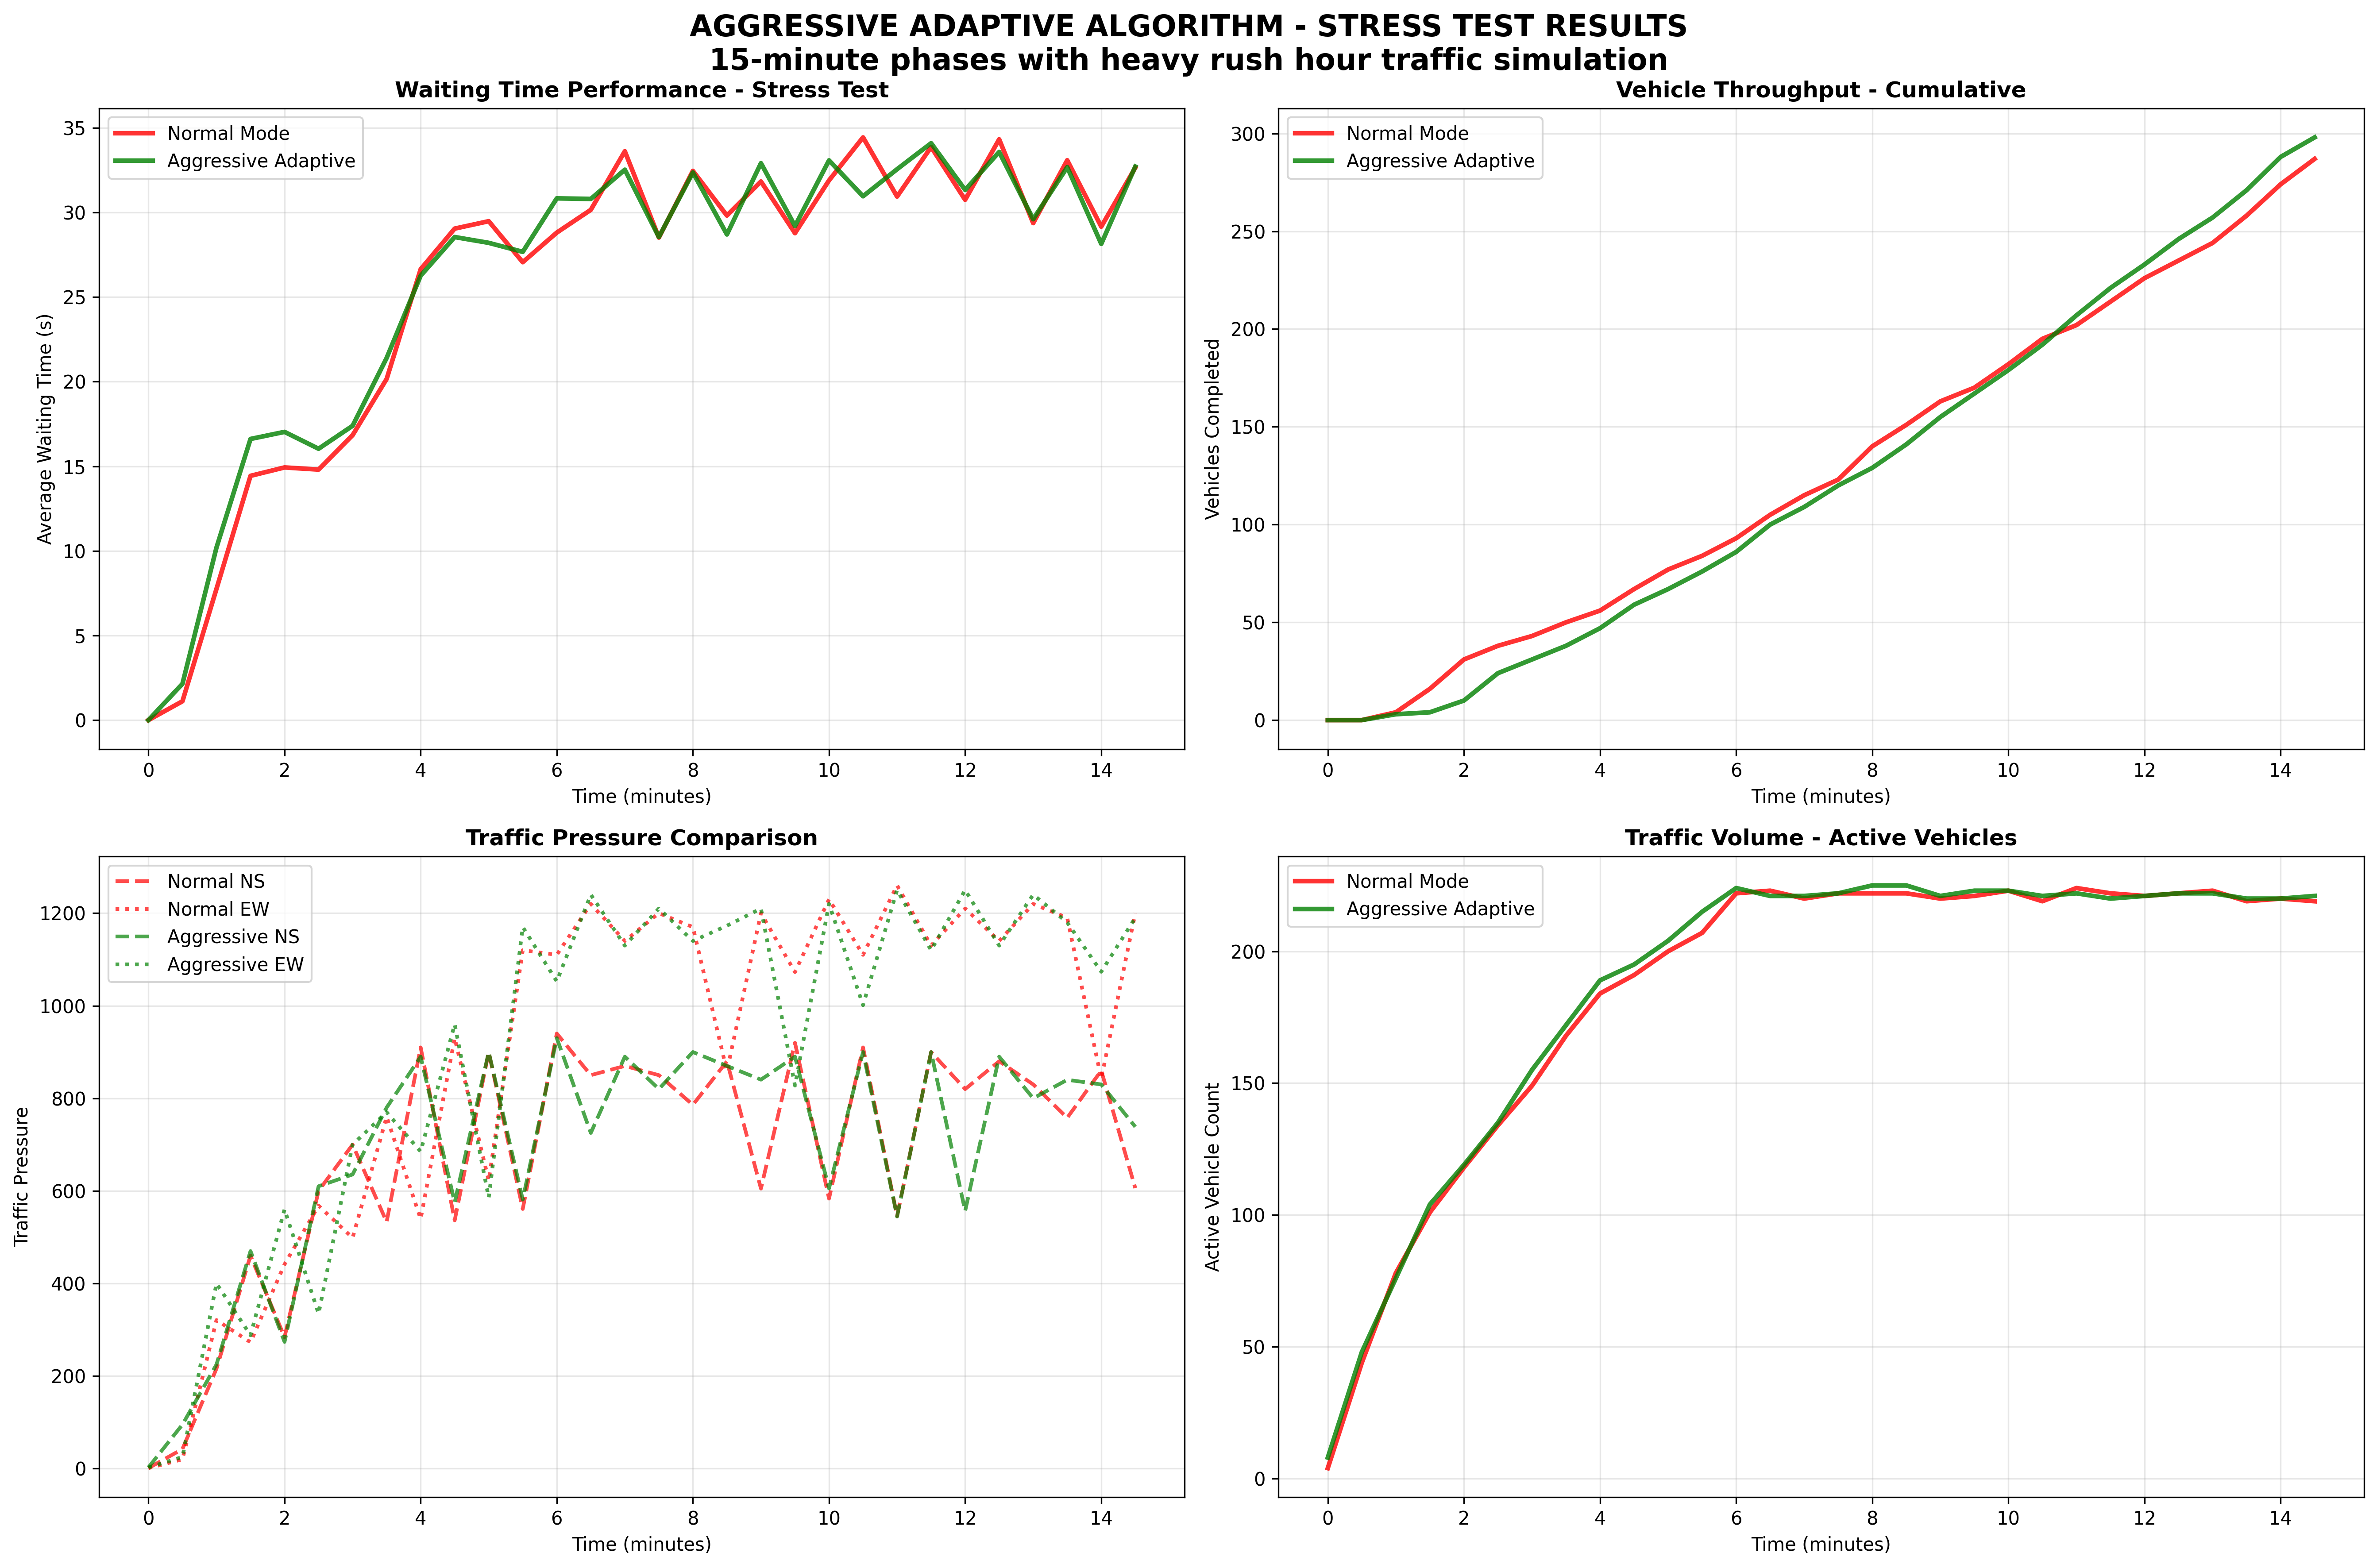 AGGRESSIVE ADAPTIVE ALGORITHM - STRESS TEST RESULTS
15-minute phases with heavy rush hour traffic simulation
Waiting Time Performance - Stress Test
Normal Mode
Aggressive Adaptive
35
30
25
20
15
10
5
0
Average Waiting Time (s)
0 2 4 6 8 10 12 14
Time (minutes)
Vehicle Throughput - Cumulative
Normal Mode
Aggressive Adaptive
300
250
200
150
100
50
0
Vehicles Completed
0 2 4 6 8 10 12 14
Time (minutes)
Traffic Pressure Comparison
Normal NS
Normal EW
Aggressive NS
Aggressive EW
1200
1000
800
600
400
200
0
Traffic Pressure
0 2 4 6 8 10 12 14
Time (minutes)
Traffic Volume - Active Vehicles
Normal Mode
Aggressive Adaptive
200
150
100
50
0
Active Vehicle Count
0 2 4 6 8 10 12 14
Time (minutes)